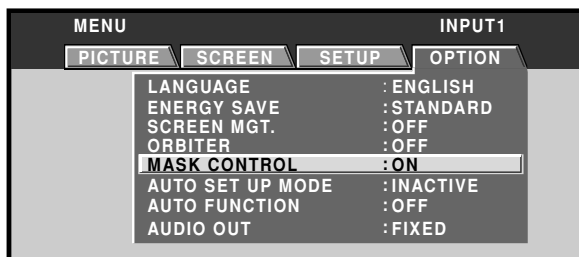 MENU INPUT1
PICTURE SCREEN SETUP OPTION
LANGUAGE :ENGLISH
ENERGY SAVE :STANDARD
SCREEN MGT. :OFF
ORBITER :OFF
MASK CONTROL :ON
AUTO SET UP MODE :INACTIVE
AUTO FUNCTION :OFF
AUDIO OUT :FIXED